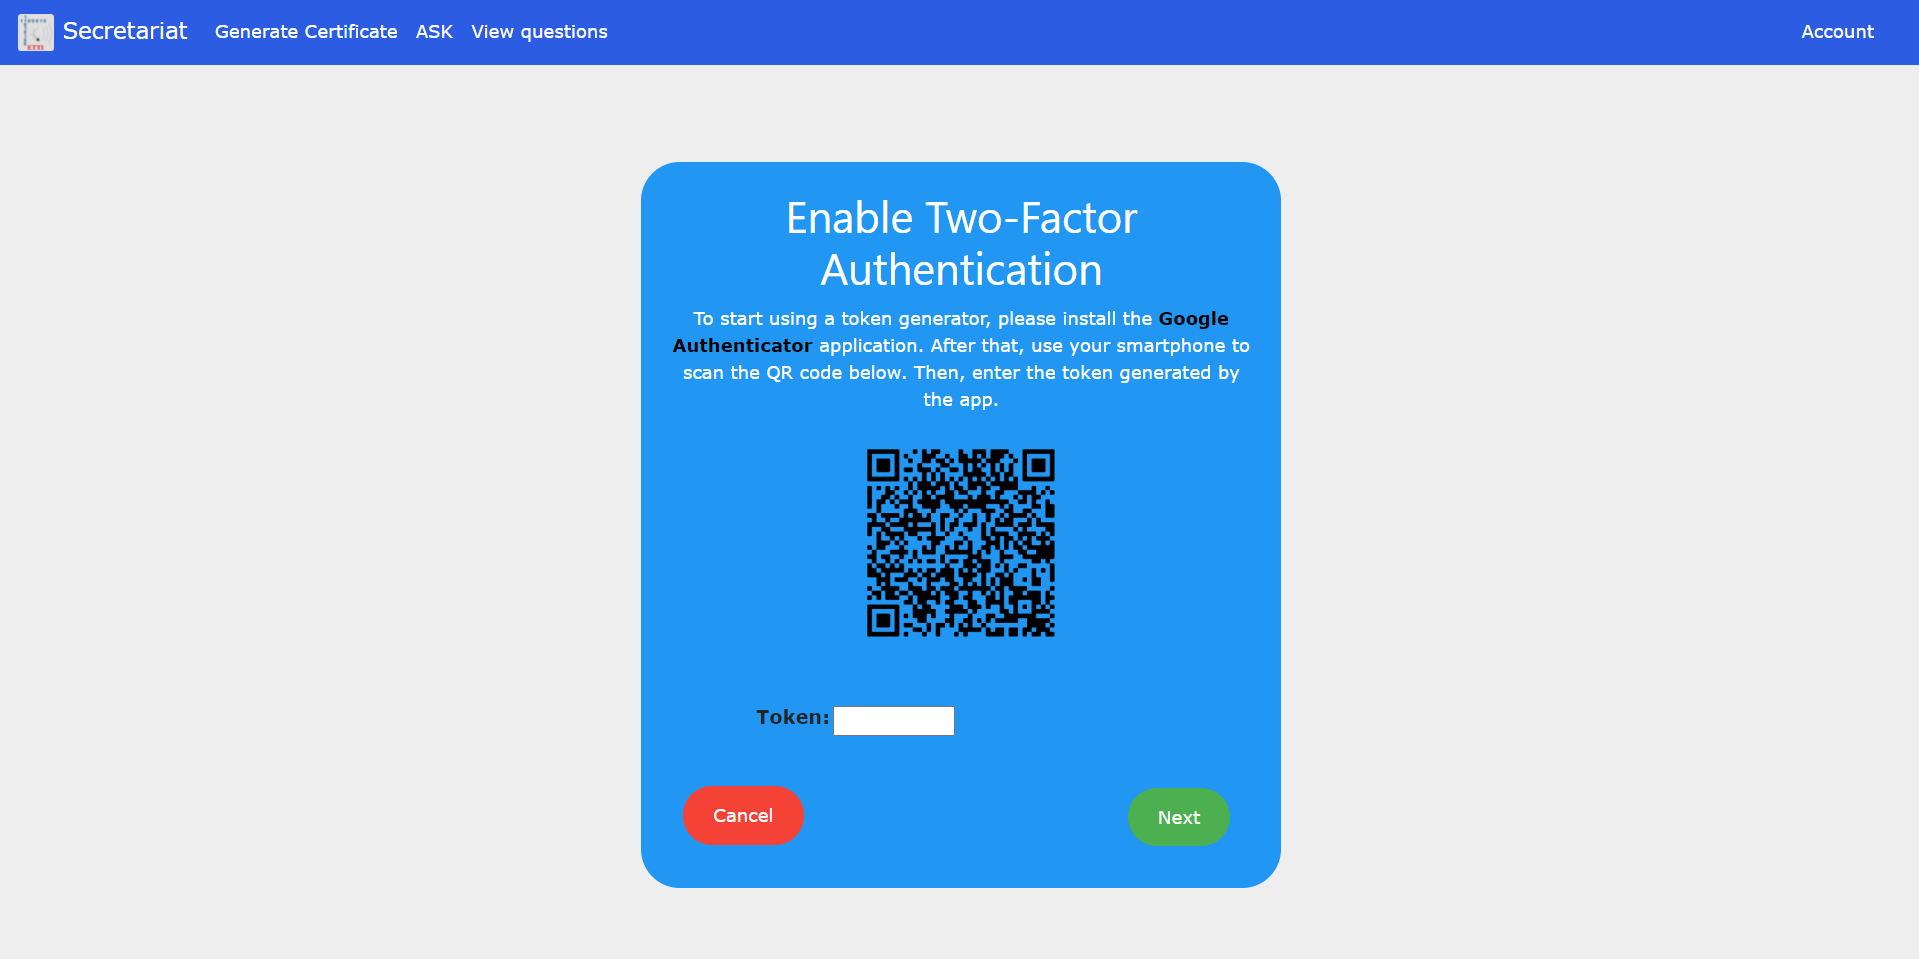 Secretariat Generate Certificate ASK View questions Account
Enable Two-Factor
Authentication
To start using a token generator, please install the Google
Authenticator application. After that, use your smartphone to
scan the QR code below. Then, enter the token generated by
the app.
Token:
Cancel
Next